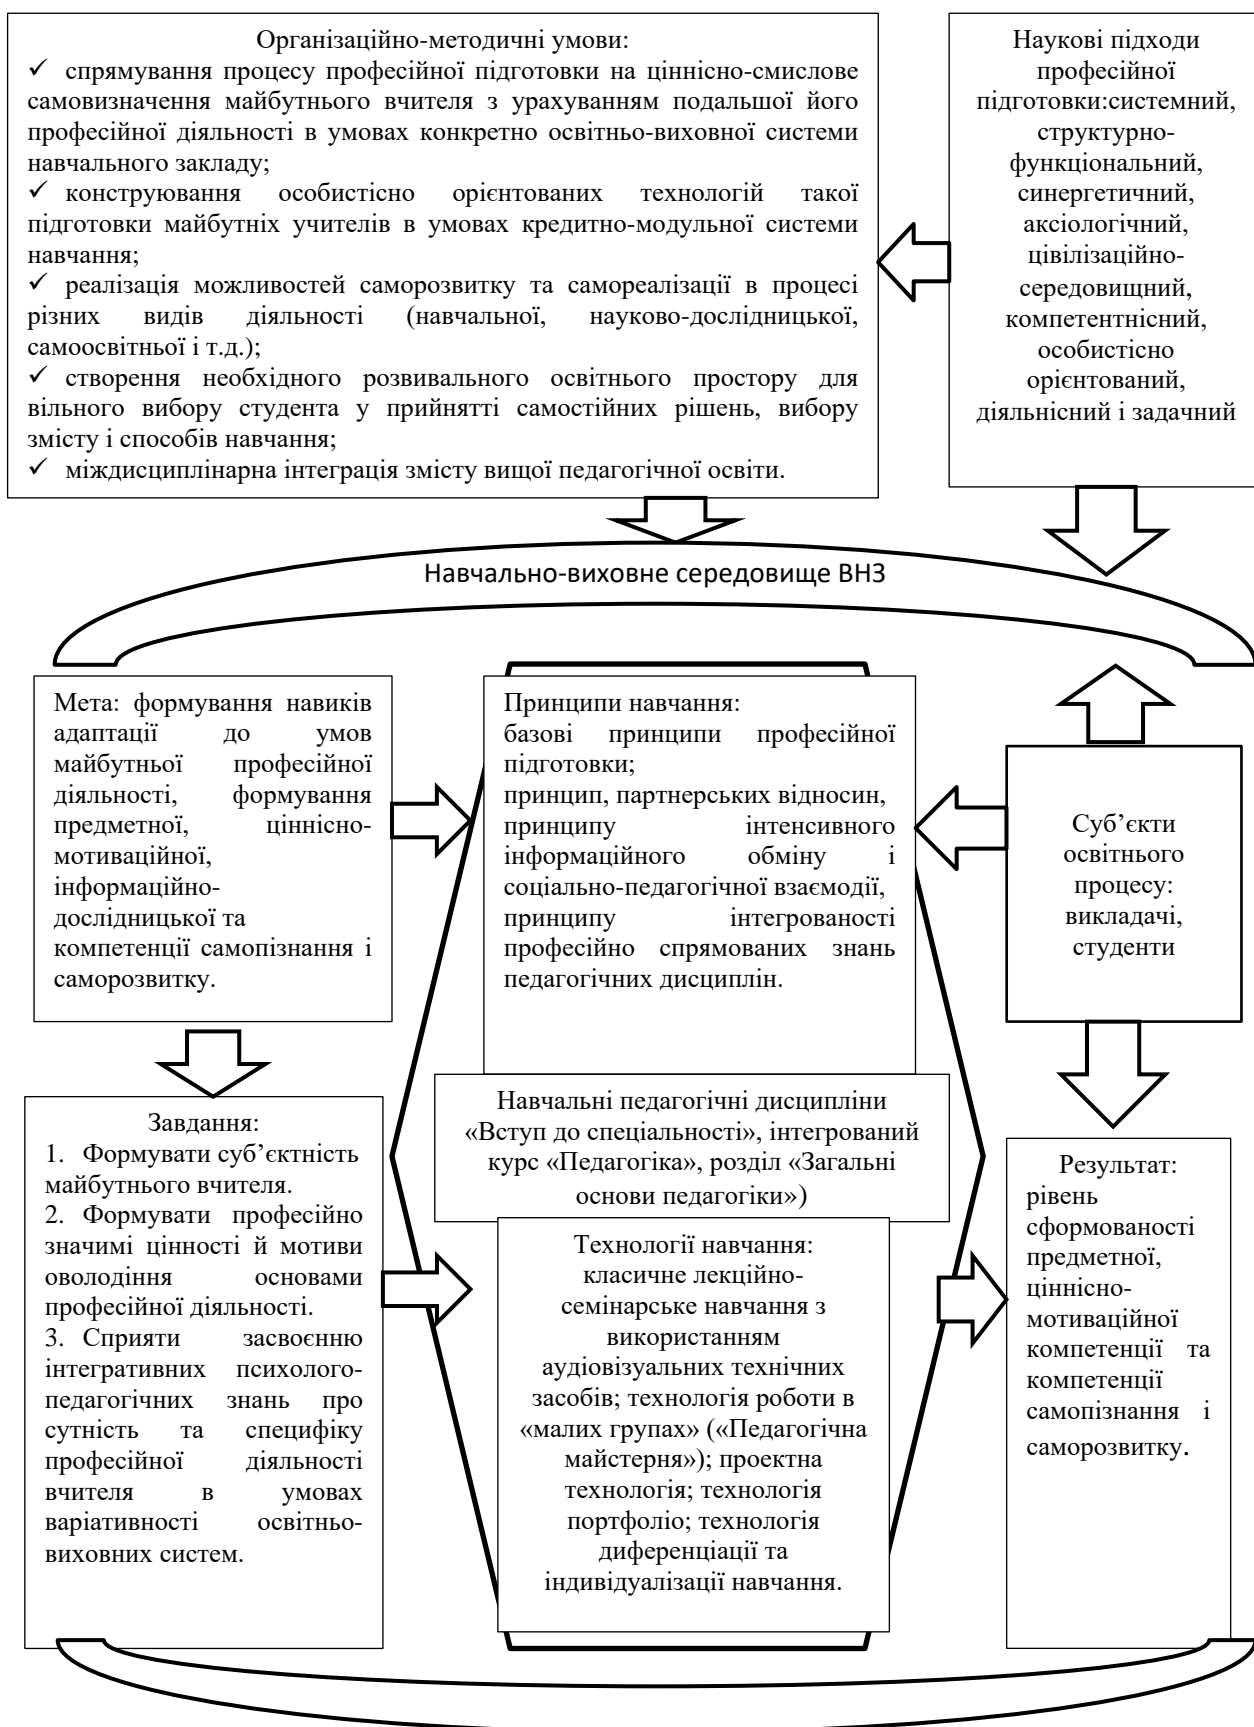 Організаційно-методичні умови:
✓ спрямування процесу професійної підготовки на ціннісно-смислове
самовизначення майбутнього вчителя з урахуванням подальшої його
професійної діяльності в умовах конкретно освітньо-виховної системи
навчального закладу;
✓ конструювання особистісно орієнтованих технологій такої
підготовки майбутніх учителів в умовах кредитно-модульної системи
навчання;
✓ реалізація можливостей саморозвитку та самореалізації в процесі
різних видів діяльності (навчальної, науково-дослідницької,
самоосвітньої і т.д.);
✓ створення необхідного розвивального освітнього простору для
вільного вибору студента у прийнятті самостійних рішень, вибору
змісту і способів навчання;
✓ міждисциплінарна інтеграція змісту вищої педагогічної освіти.
Наукові підходи
професійної
підготовки:системний,
структурно-
функціональний,
синергетичний,
аксіологічний,
цівілізаційно-
середовищний,
компетентнісний,
особистісно
орієнтований,
діяльнісний і задачний
Навчально-виховне середовище ВНЗ
Мета: формування навиків
адаптації до умов
майбутньої професійної
діяльності, формування
предметної, ціннісно-
мотиваційної,
інформаційно-
дослідницької та
компетенції самопізнання і
саморозвитку.
Принципи навчання:
базові принципи професійної
підготовки;
принцип, партнерських відносин,
принципу інтенсивного
інформаційного обміну і
соціально-педагогічної взаємодії,
принципу інтегрованості
професійно спрямованих знань
педагогічних дисциплін.
Суб’єкти
освітнього
процесу:
викладачі,
студенти
Завдання:
1. Формувати суб’єктність
майбутнього вчителя.
2. Формувати професійно
значимі цінності й мотиви
оволодіння основами
професійної діяльності.
3. Сприяти засвоєнню
інтегративних психолого-
педагогічних знань про
сутність та специфіку
професійної діяльності
вчителя в умовах
варіативності освітньо-
виховних систем.
Навчальні педагогічні дисципліни
«Вступ до спеціальності», інтегрований
курс «Педагогіка», розділ «Загальні
основи педагогіки»)
Технології навчання:
класичне лекційно-
семінарське навчання з
використанням
аудіовізуальних технічних
засобів; технологія роботи в
«малих групах» («Педагогічна
майстерня»); проектна
технологія; технологія
портфоліо; технологія
диференціації та
індивідуалізації навчання.
Результат:
рівень
сформованості
предметної,
ціннісно-
мотиваційної
компетенції та
компетенції
самопізнання і
саморозвитку.